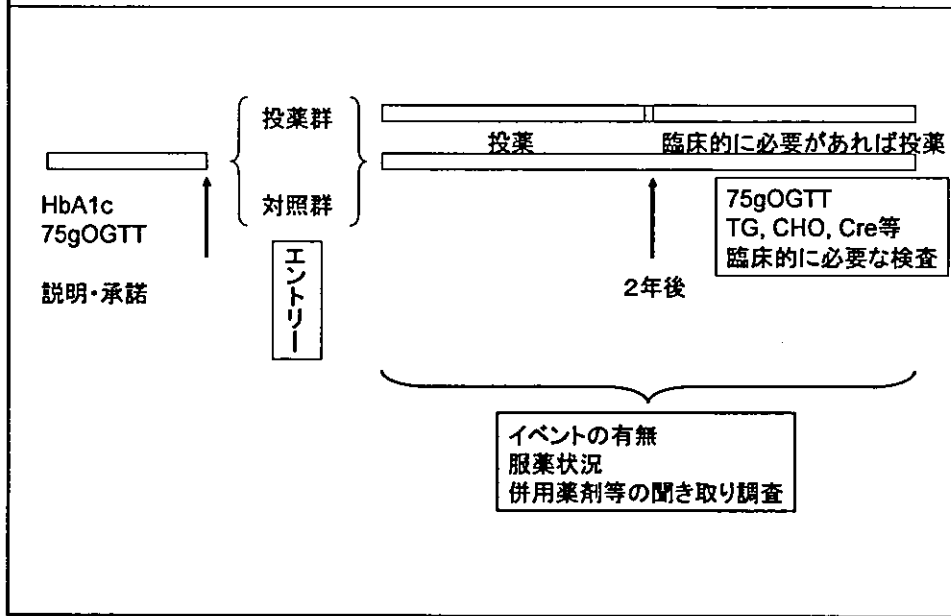 投薬群
投薬
臨床的に必要があれば投薬
HbA1c
75gOGTT
対照群
説明・承諾
エントリー
2年後
75gOGTT
TG, CHO, Cre等
臨床的に必要な検査
イベントの有無
服薬状況
併用薬剤等の聞き取り調査